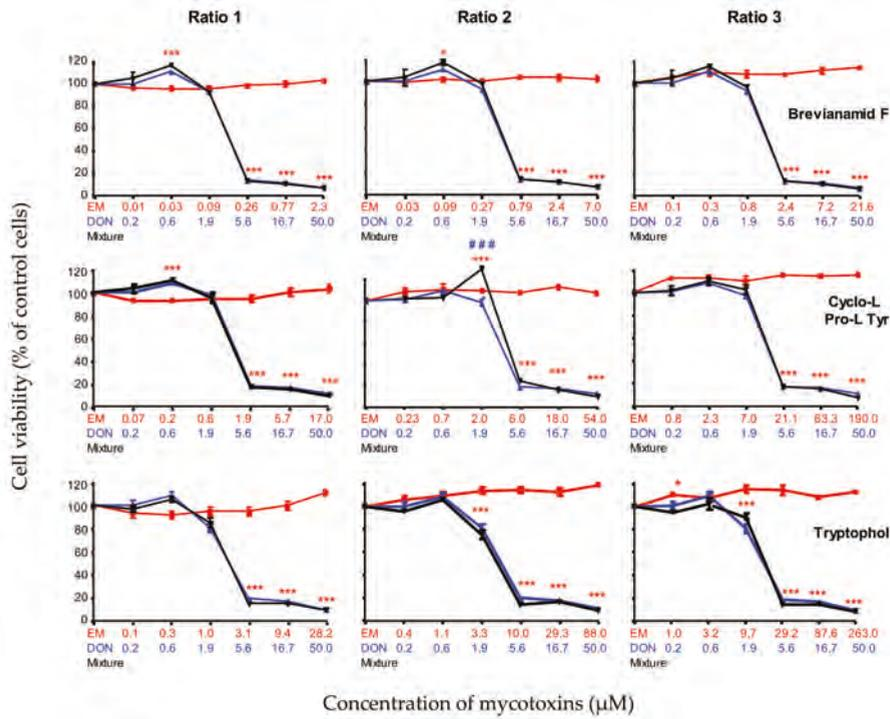 Ratio 1 Ratio 2 Ratio 3
Cell viability (% of control cells)
120
100
80
60
40
20
0
*** * 
*** *** *** *** *** *** *** *** ***
Brevianamid F
EM 0.01 0.03 0.09 0.26 0.77 2.3 EM 0.03 0.09 0.27 0.79 2.4 7.0 EM 0.1 0.3 0.8 2.4 7.2 21.6
DON 0.2 0.6 1.9 5.6 16.7 50.0 DON 0.2 0.6 1.9 5.6 16.7 50.0 DON 0.2 0.6 1.9 5.6 16.7 50.0
Mixture Mixture Mixture
120
100
80
60
40
20
0
###
*** ***
*** *** *** *** *** *** *** *** ***
Cyclo-L
Pro-L Tyr
EM 0.07 0.2 0.6 1.9 5.7 17.0 EM 0.23 0.7 2.0 6.0 18.0 54.0 EM 0.8 2.3 7.0 21.1 63.3 190.0
DON 0.2 0.6 1.9 5.6 16.7 50.0 DON 0.2 0.6 1.9 5.6 16.7 50.0 DON 0.2 0.6 1.9 5.6 16.7 50.0
Mixture Mixture Mixture
120
100
80
60
40
20
0
*
*** ***
*** *** *** *** *** *** *** *** ***
Tryptophol
EM 0.1 0.3 1.0 3.1 9.4 28.2 EM 0.4 1.1 3.3 10.0 29.3 88.0 EM 1.0 3.2 9.7 29.2 87.6 263.0
DON 0.2 0.6 1.9 5.6 16.7 50.0 DON 0.2 0.6 1.9 5.6 16.7 50.0 DON 0.2 0.6 1.9 5.6 16.7 50.0
Mixture Mixture Mixture
Concentration of mycotoxins (µM)